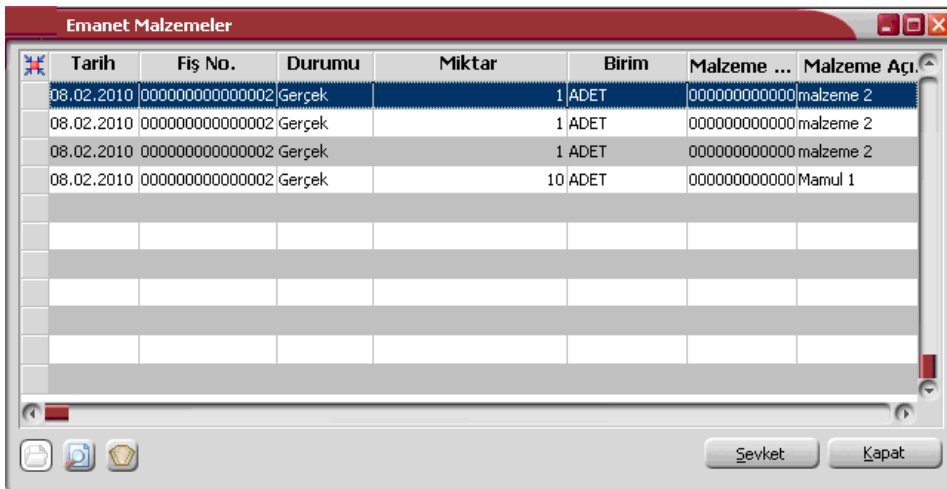 Emanet Malzemeler
Tarih Fiş No. Durumu Miktar Birim Malzeme ... Malzeme Açı.
08.02.2010 000000000000002 Gerçek 1 ADET 000000000000 malzeme 2
08.02.2010 000000000000002 Gerçek 1 ADET 000000000000 malzeme 2
08.02.2010 000000000000002 Gerçek 1 ADET 000000000000 malzeme 2
08.02.2010 000000000000002 Gerçek 10 ADET 000000000000 Mamul 1
Sevket Kapat